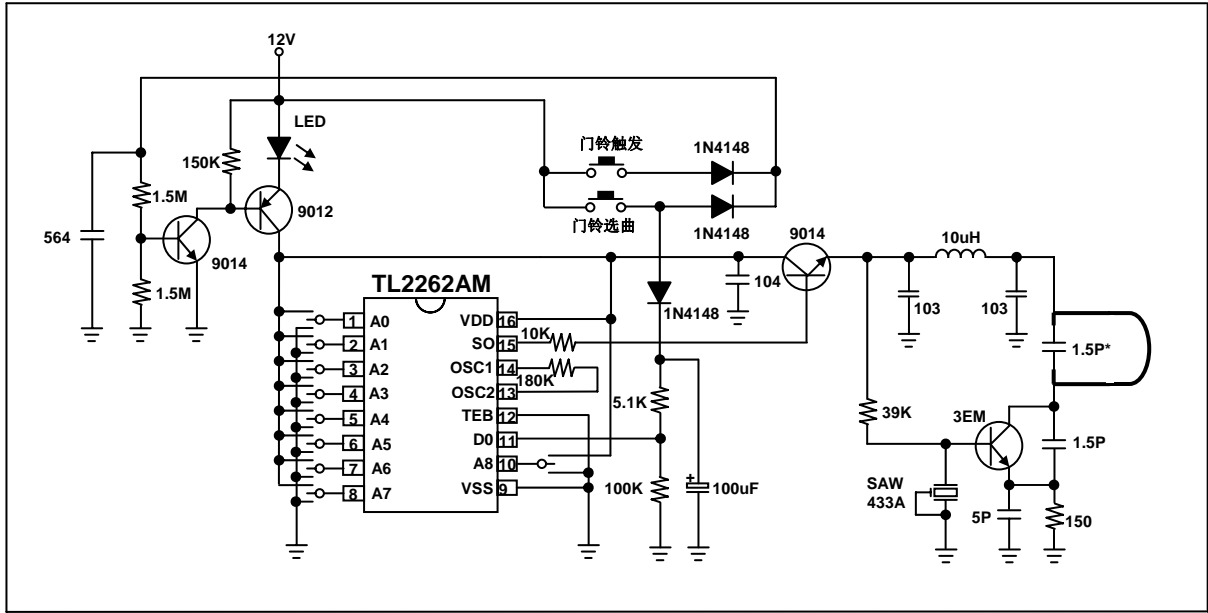 12V
LED
150K
9012
1.5M
564
9014
1.5M
门铃触发
1N4148
门铃选曲
1N4148
1N4148
104
9014
10uH
103
103
1.5P*
TL2262AM
1 A0
2 A1
3 A2
4 A3
5 A4
6 A5
7 A6
8 A7
VDD 16
SO 15
OSC1 14
OSC2 13
TEB 12
D0 11
A8 10
VSS 9
10K
180K
5.1K
100K
+
100uF
39K
3EM
1.5P
SAW
433A
5P
150